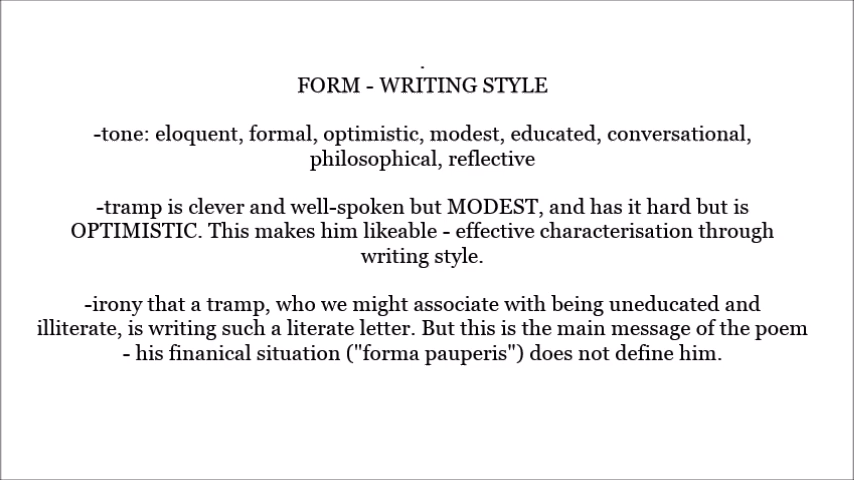 FORM - WRITING STYLE
-tone: eloquent, formal, optimistic, modest, educated, conversational,
philosophical, reflective
-tramp is clever and well-spoken but MODEST, and has it hard but is
OPTIMISTIC. This makes him likeable - effective characterisation through
writing style.
-irony that a tramp, who we might associate with being uneducated and
illiterate, is writing such a literate letter. But this is the main message of the poem
- his finanical situation ("forma pauperis") does not define him.